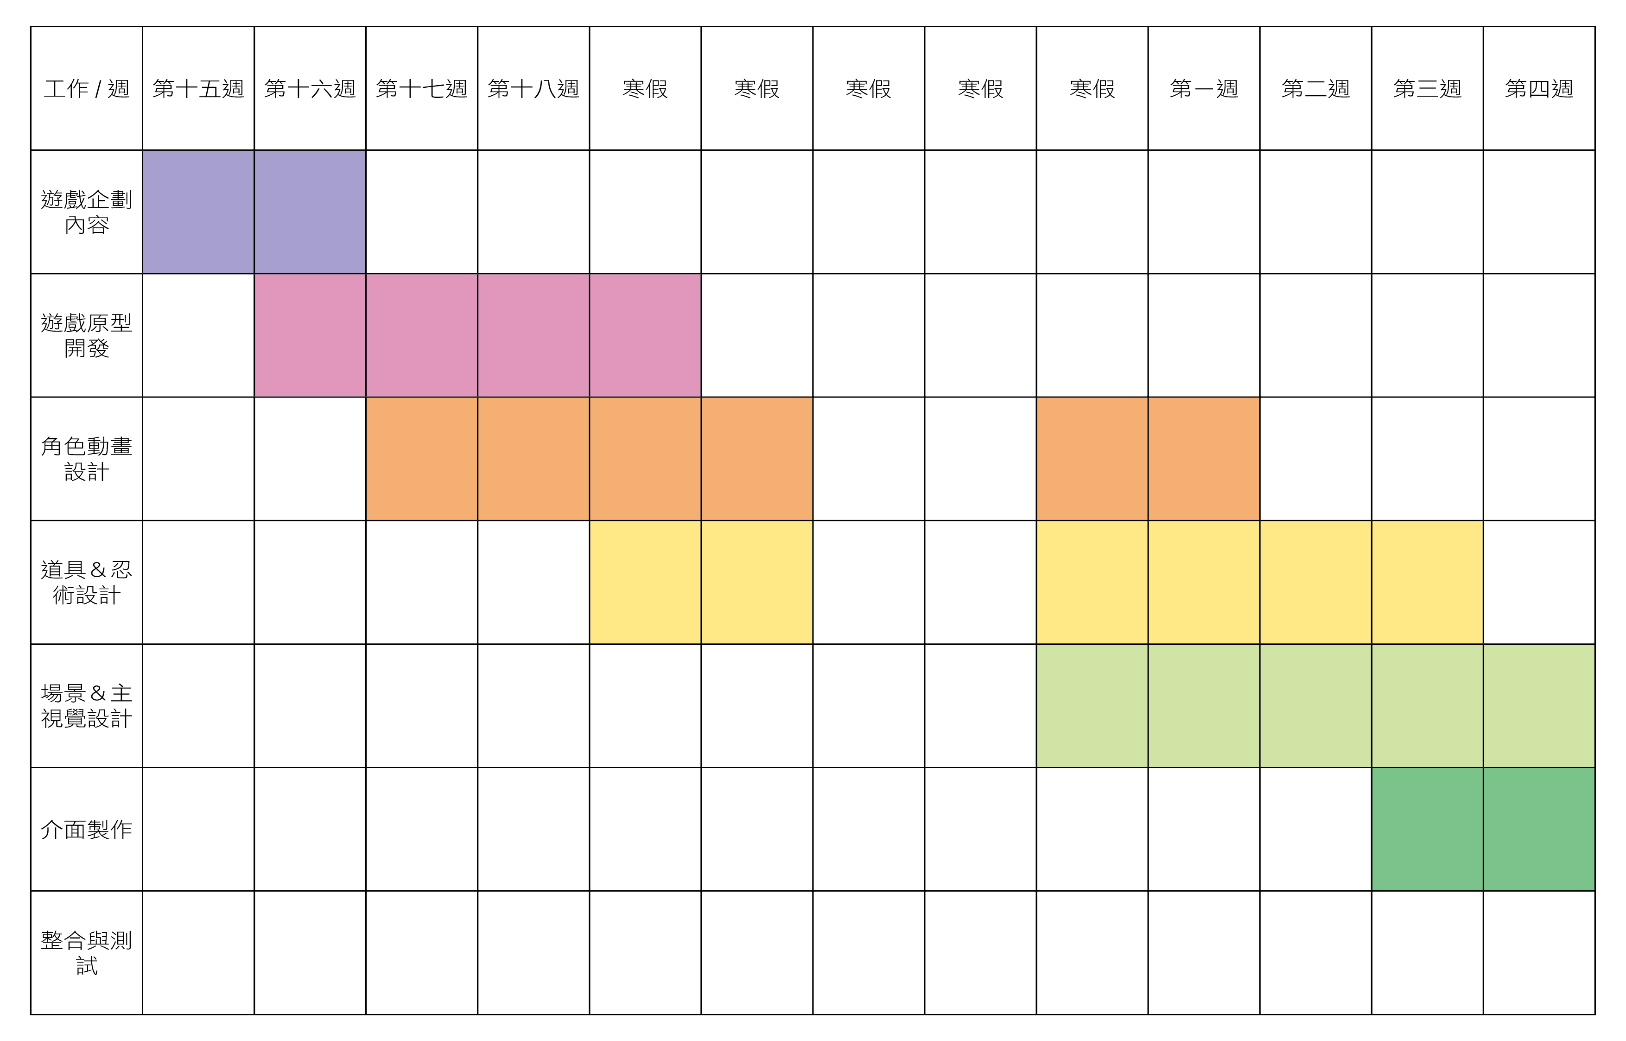 工作 / 週 第十五週 第十六週 第十七週 第十八週 寒假 寒假 寒假 寒假 寒假 第一週 第二週 第三週 第四週
遊戲企劃
內容
遊戲原型
開發
角色動畫
設計
道具＆忍
術設計
場景＆主
視覺設計
介面製作
整合與測
試